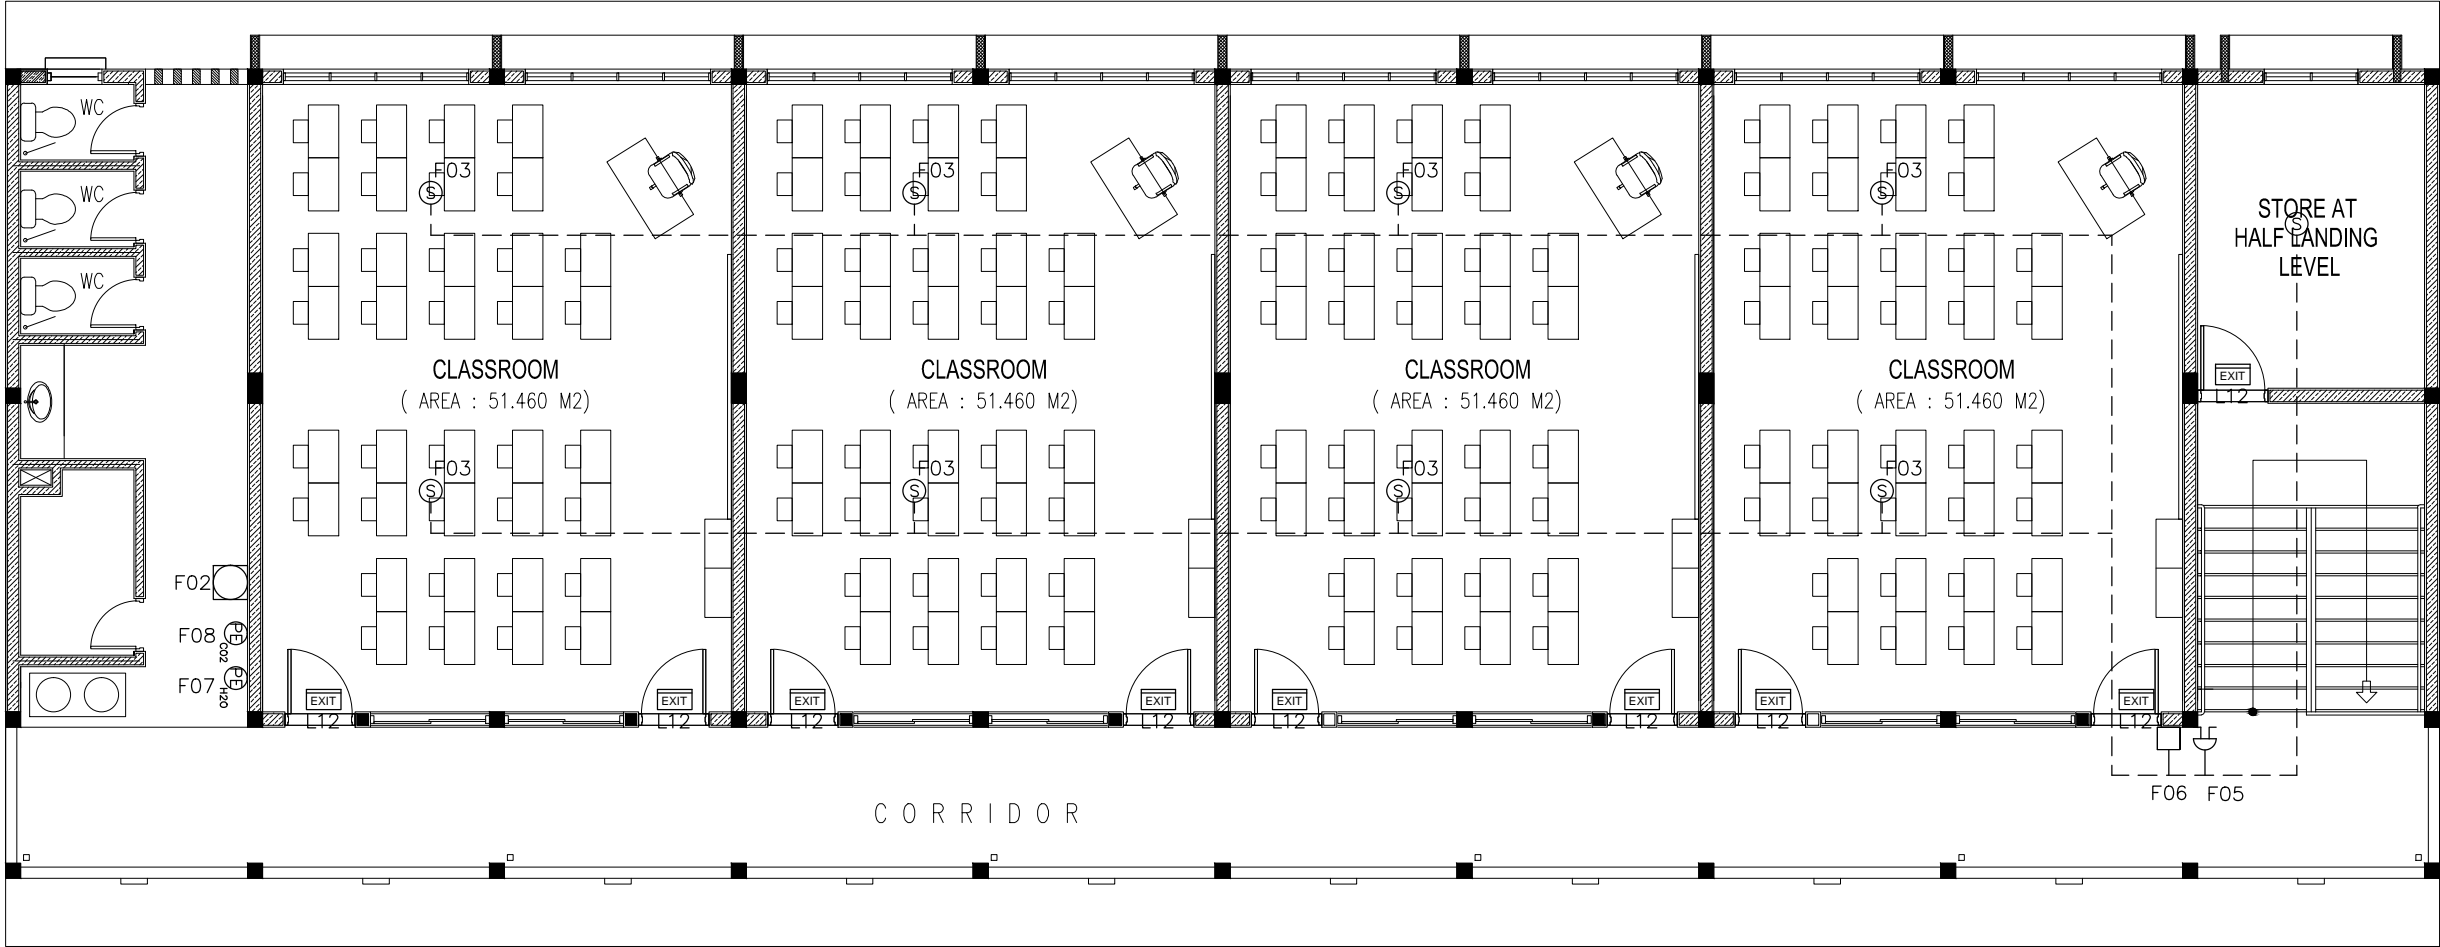 WC
F03
F03
F03
F03
S
S
S
S
WC
STORE AT
S
HALF LANDING
LEVEL
WC
CLASSROOM
( AREA : 51.460 M2)
CLASSROOM
( AREA : 51.460 M2)
CLASSROOM
( AREA : 51.460 M2)
CLASSROOM
( AREA : 51.460 M2)
EXIT
L12
F03
F03
F03
F03
S
S
S
S
F02
F08
PE
CO2
F07
PE
H2O
EXIT
L12
EXIT
L12
EXIT
L12
EXIT
L12
EXIT
L12
EXIT
L12
EXIT
L12
EXIT
L12
F06
F05
CORRIDOR